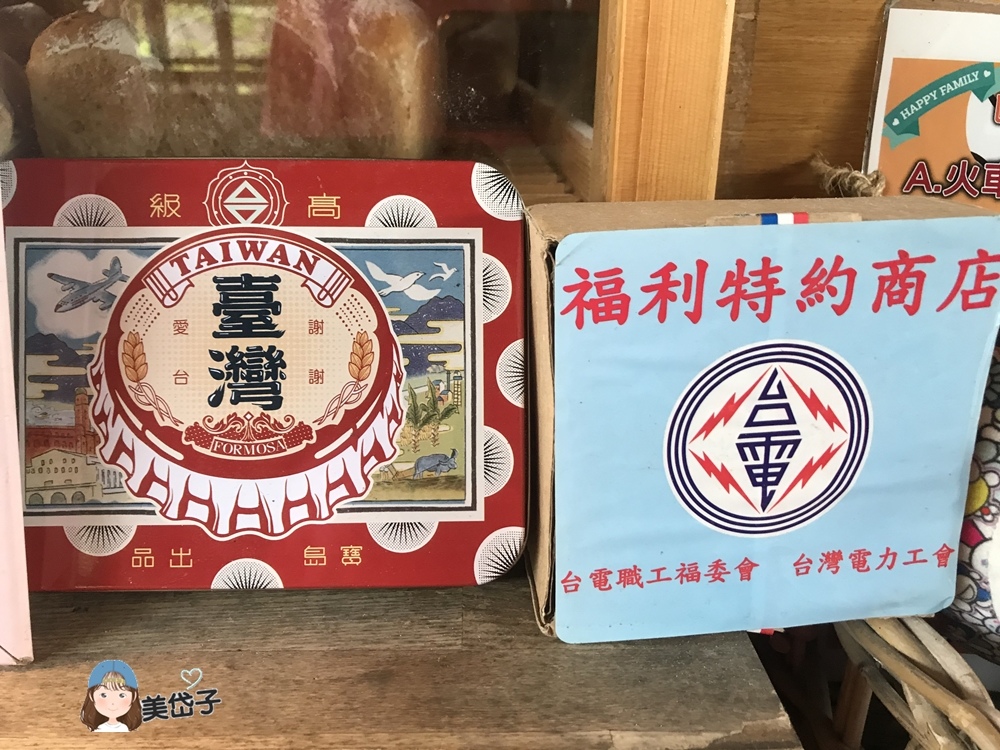 高級
台
TAIWAN
臺灣
謝謝
愛台
FORMOSA
寶島出品
福利特約商店
台電
台電職工福委會 台灣電力工會
HAPPY FAMILY
A.火車
美岱子